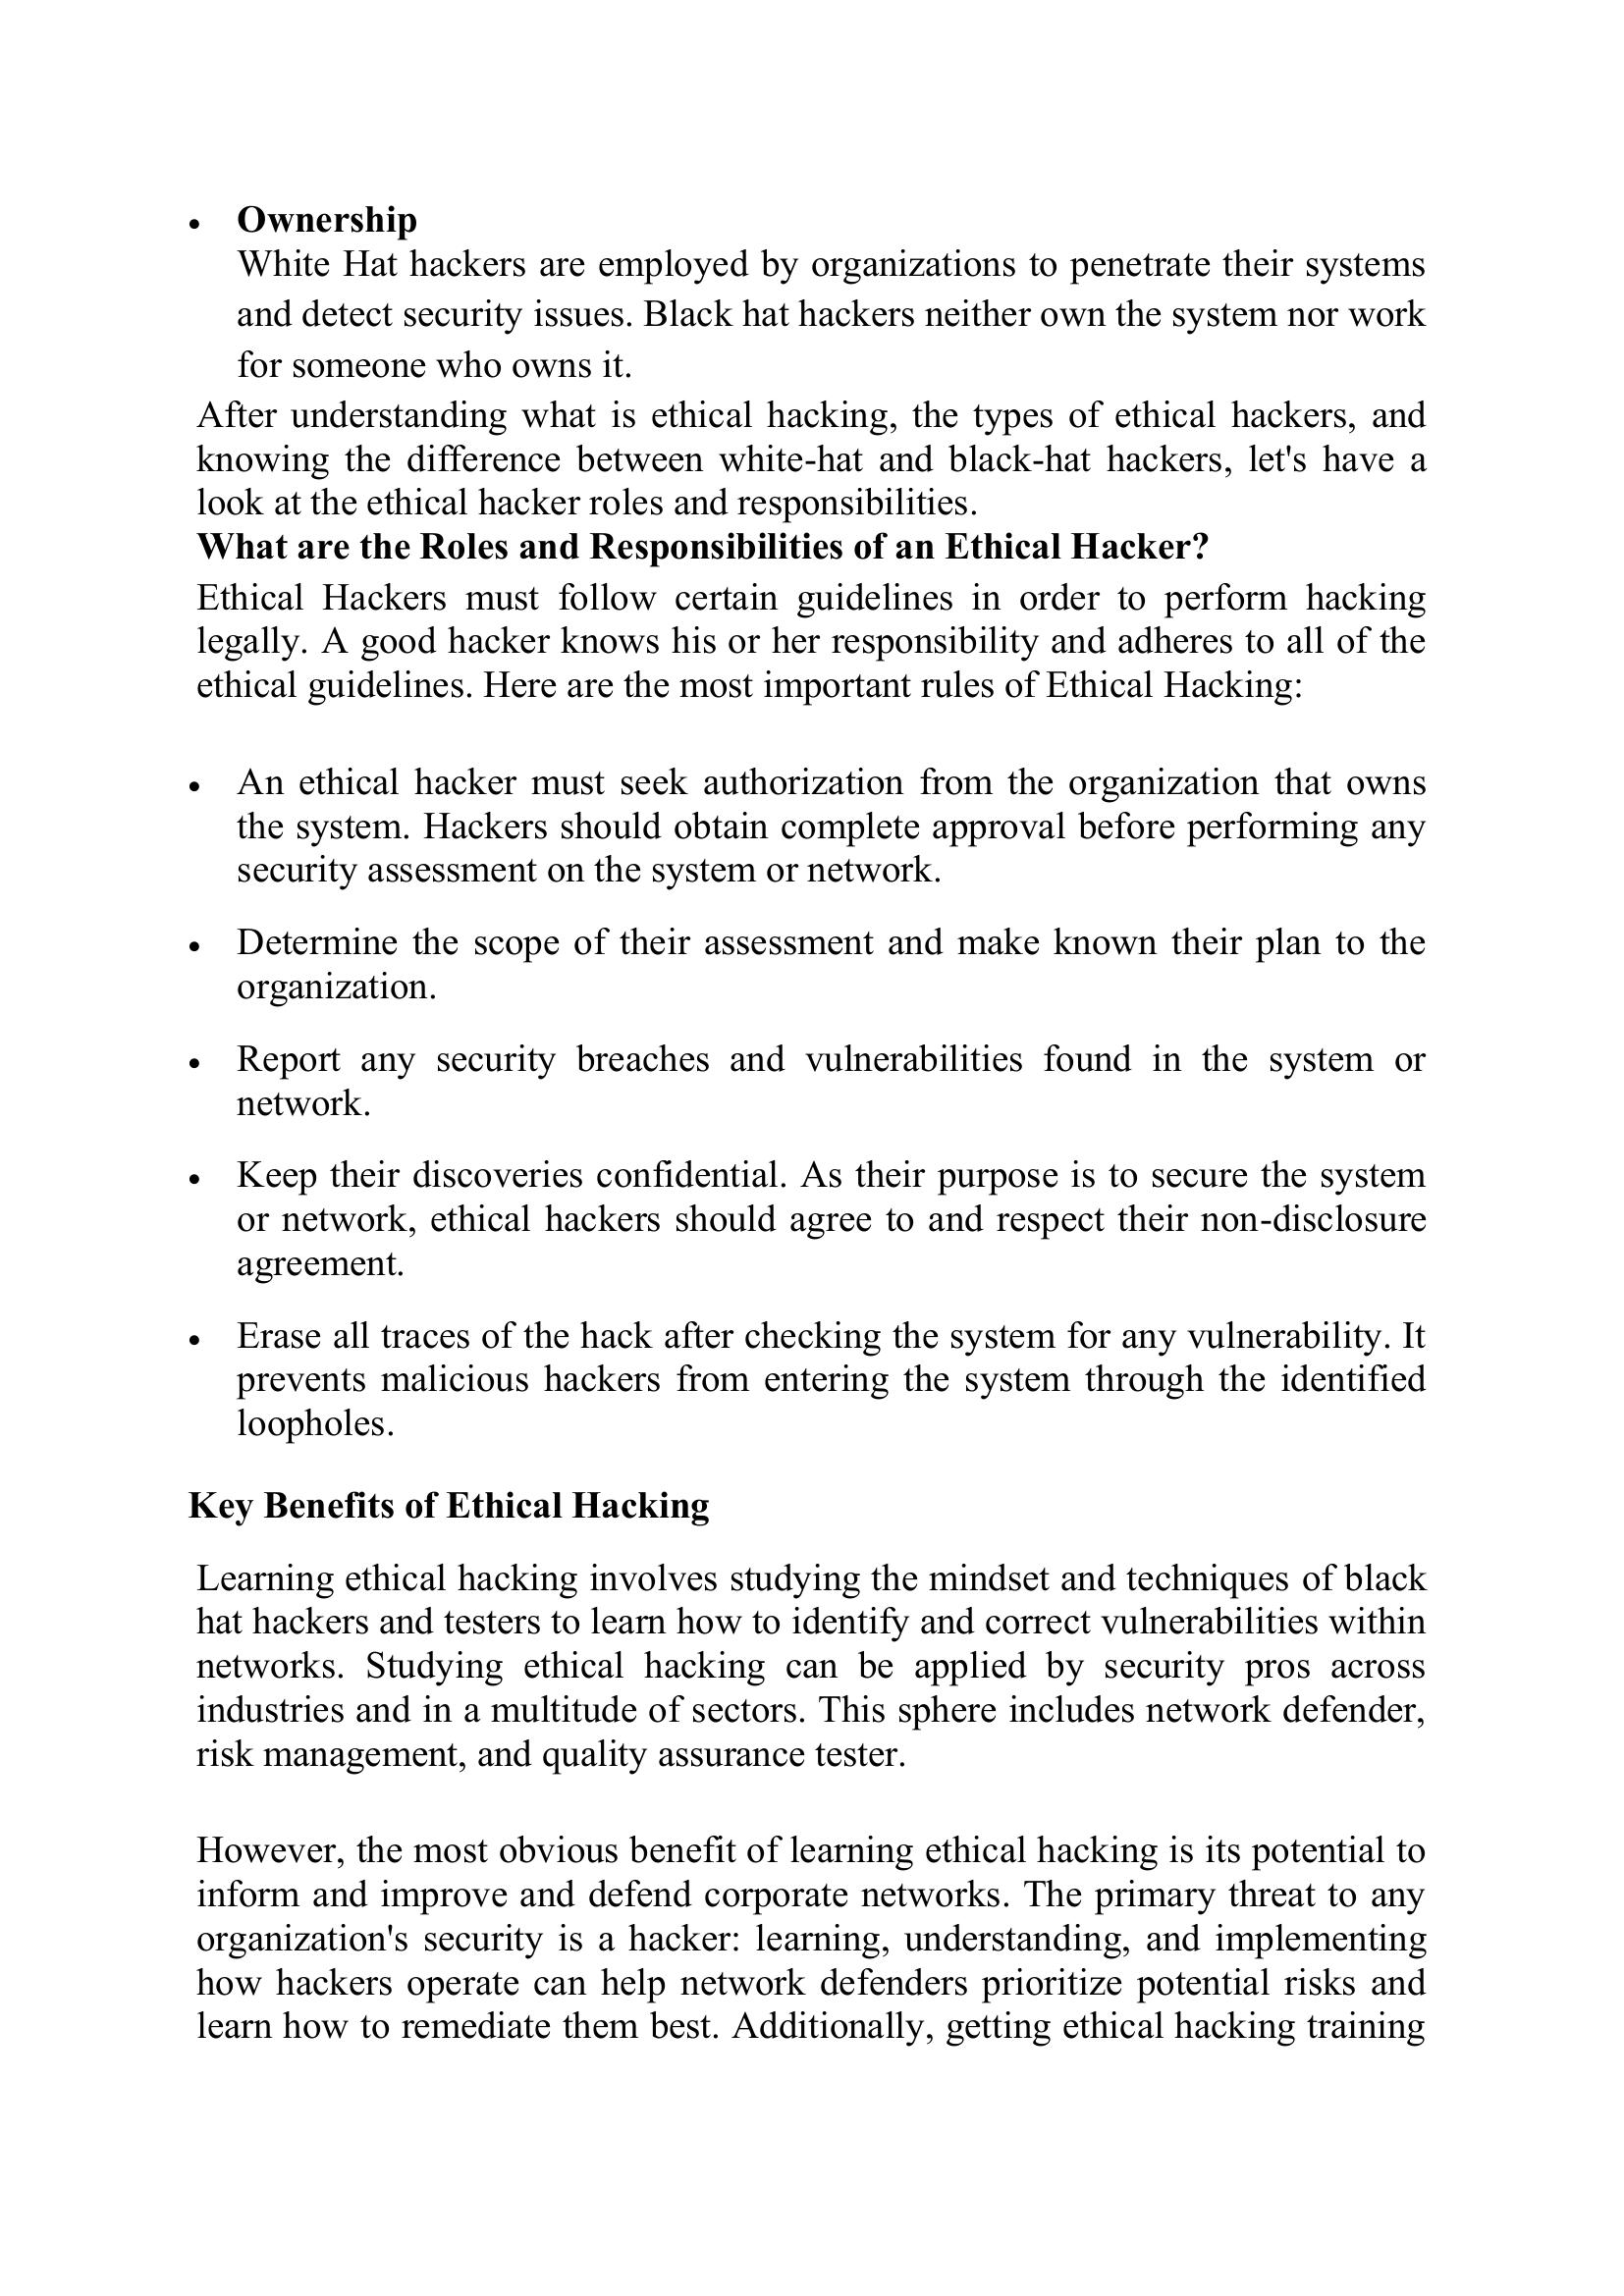 • Ownership
White Hat hackers are employed by organizations to penetrate their systems
and detect security issues. Black hat hackers neither own the system nor work
for someone who owns it.
After understanding what is ethical hacking, the types of ethical hackers, and
knowing the difference between white-hat and black-hat hackers, let's have a
look at the ethical hacker roles and responsibilities.
What are the Roles and Responsibilities of an Ethical Hacker?
Ethical Hackers must follow certain guidelines in order to perform hacking
legally. A good hacker knows his or her responsibility and adheres to all of the
ethical guidelines. Here are the most important rules of Ethical Hacking:
• An ethical hacker must seek authorization from the organization that owns
the system. Hackers should obtain complete approval before performing any
security assessment on the system or network.
• Determine the scope of their assessment and make known their plan to the
organization.
• Report any security breaches and vulnerabilities found in the system or
network.
• Keep their discoveries confidential. As their purpose is to secure the system
or network, ethical hackers should agree to and respect their non-disclosure
agreement.
• Erase all traces of the hack after checking the system for any vulnerability. It
prevents malicious hackers from entering the system through the identified
loopholes.
Key Benefits of Ethical Hacking
Learning ethical hacking involves studying the mindset and techniques of black
hat hackers and testers to learn how to identify and correct vulnerabilities within
networks. Studying ethical hacking can be applied by security pros across
industries and in a multitude of sectors. This sphere includes network defender,
risk management, and quality assurance tester.
However, the most obvious benefit of learning ethical hacking is its potential to
inform and improve and defend corporate networks. The primary threat to any
organization's security is a hacker: learning, understanding, and implementing
how hackers operate can help network defenders prioritize potential risks and
learn how to remediate them best. Additionally, getting ethical hacking training